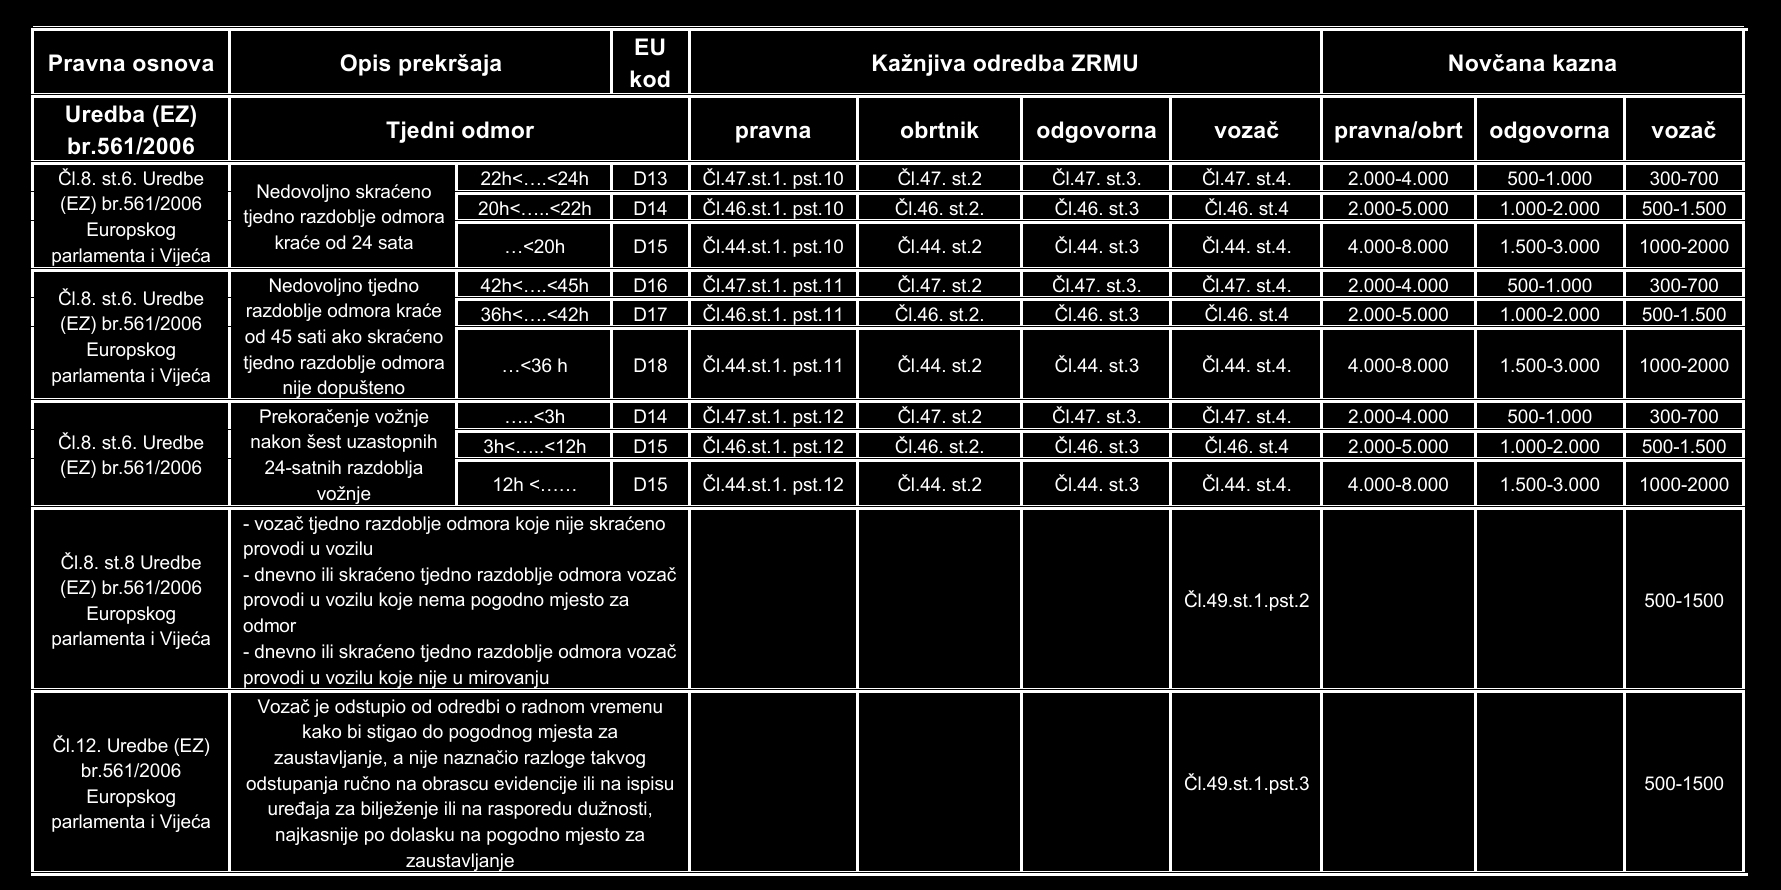 Pravna osnova Opis prekršaja EU kod Kažnjiva odredba ZRMU Novčana kazna
Uredba (EZ) br.561/2006 Tjedni odmor pravna obrtnik odgovorna vozač pravna/obrt odgovorna vozač
Čl.8. st.6. Uredbe
(EZ) br.561/2006
Europskog
parlamenta i Vijeća
Nedovoljno skraćeno
tjedno razdoblje odmora
kraće od 24 sata
22h<….<24h D13 Čl.47.st.1. pst.10 Čl.47. st.2 Čl.47. st.3. Čl.47. st.4. 2.000-4.000 500-1.000 300-700
20h<…..<22h D14 Čl.46.st.1. pst.10 Čl.46. st.2. Čl.46. st.3 Čl.46. st.4 2.000-5.000 1.000-2.000 500-1.500
…<20h D15 Čl.44.st.1. pst.10 Čl.44. st.2 Čl.44. st.3 Čl.44. st.4. 4.000-8.000 1.500-3.000 1000-2000
Čl.8. st.6. Uredbe
(EZ) br.561/2006
Europskog
parlamenta i Vijeća
Nedovoljno tjedno
razdoblje odmora kraće
od 45 sati ako skraćeno
tjedno razdoblje odmora
nije dopušteno
42h<….<45h D16 Čl.47.st.1. pst.11 Čl.47. st.2 Čl.47. st.3. Čl.47. st.4. 2.000-4.000 500-1.000 300-700
36h<….<42h D17 Čl.46.st.1. pst.11 Čl.46. st.2. Čl.46. st.3 Čl.46. st.4 2.000-5.000 1.000-2.000 500-1.500
…<36 h D18 Čl.44.st.1. pst.11 Čl.44. st.2 Čl.44. st.3 Čl.44. st.4. 4.000-8.000 1.500-3.000 1000-2000
Čl.8. st.6. Uredbe
(EZ) br.561/2006
Prekoračenje vožnje
nakon šest uzastopnih
24-satnih razdoblja
vožnje
…..<3h D14 Čl.47.st.1. pst.12 Čl.47. st.2 Čl.47. st.3. Čl.47. st.4. 2.000-4.000 500-1.000 300-700
3h<…..<12h D15 Čl.46.st.1. pst.12 Čl.46. st.2. Čl.46. st.3 Čl.46. st.4 2.000-5.000 1.000-2.000 500-1.500
12h <…… D15 Čl.44.st.1. pst.12 Čl.44. st.2 Čl.44. st.3 Čl.44. st.4. 4.000-8.000 1.500-3.000 1000-2000
Čl.8. st.8 Uredbe
(EZ) br.561/2006
Europskog
parlamenta i Vijeća
- vozač tjedno razdoblje odmora koje nije skraćeno
provodi u vozilu
- dnevno ili skraćeno tjedno razdoblje odmora vozač
provodi u vozilu koje nema pogodno mjesto za
odmor
- dnevno ili skraćeno tjedno razdoblje odmora vozač
provodi u vozilu koje nije u mirovanju
Čl.49.st.1.pst.2 500-1500
Čl.12. Uredbe (EZ)
br.561/2006
Europskog
parlamenta i Vijeća
Vozač je odstupio od odredbi o radnom vremenu
kako bi stigao do pogodnog mjesta za
zaustavljanje, a nije naznačio razloge takvog
odstupanja ručno na obrascu evidencije ili na ispisu
uređaja za bilježenje ili na rasporedu dužnosti,
najkasnije po dolasku na pogodno mjesto za
zaustavljanje
Čl.49.st.1.pst.3 500-1500